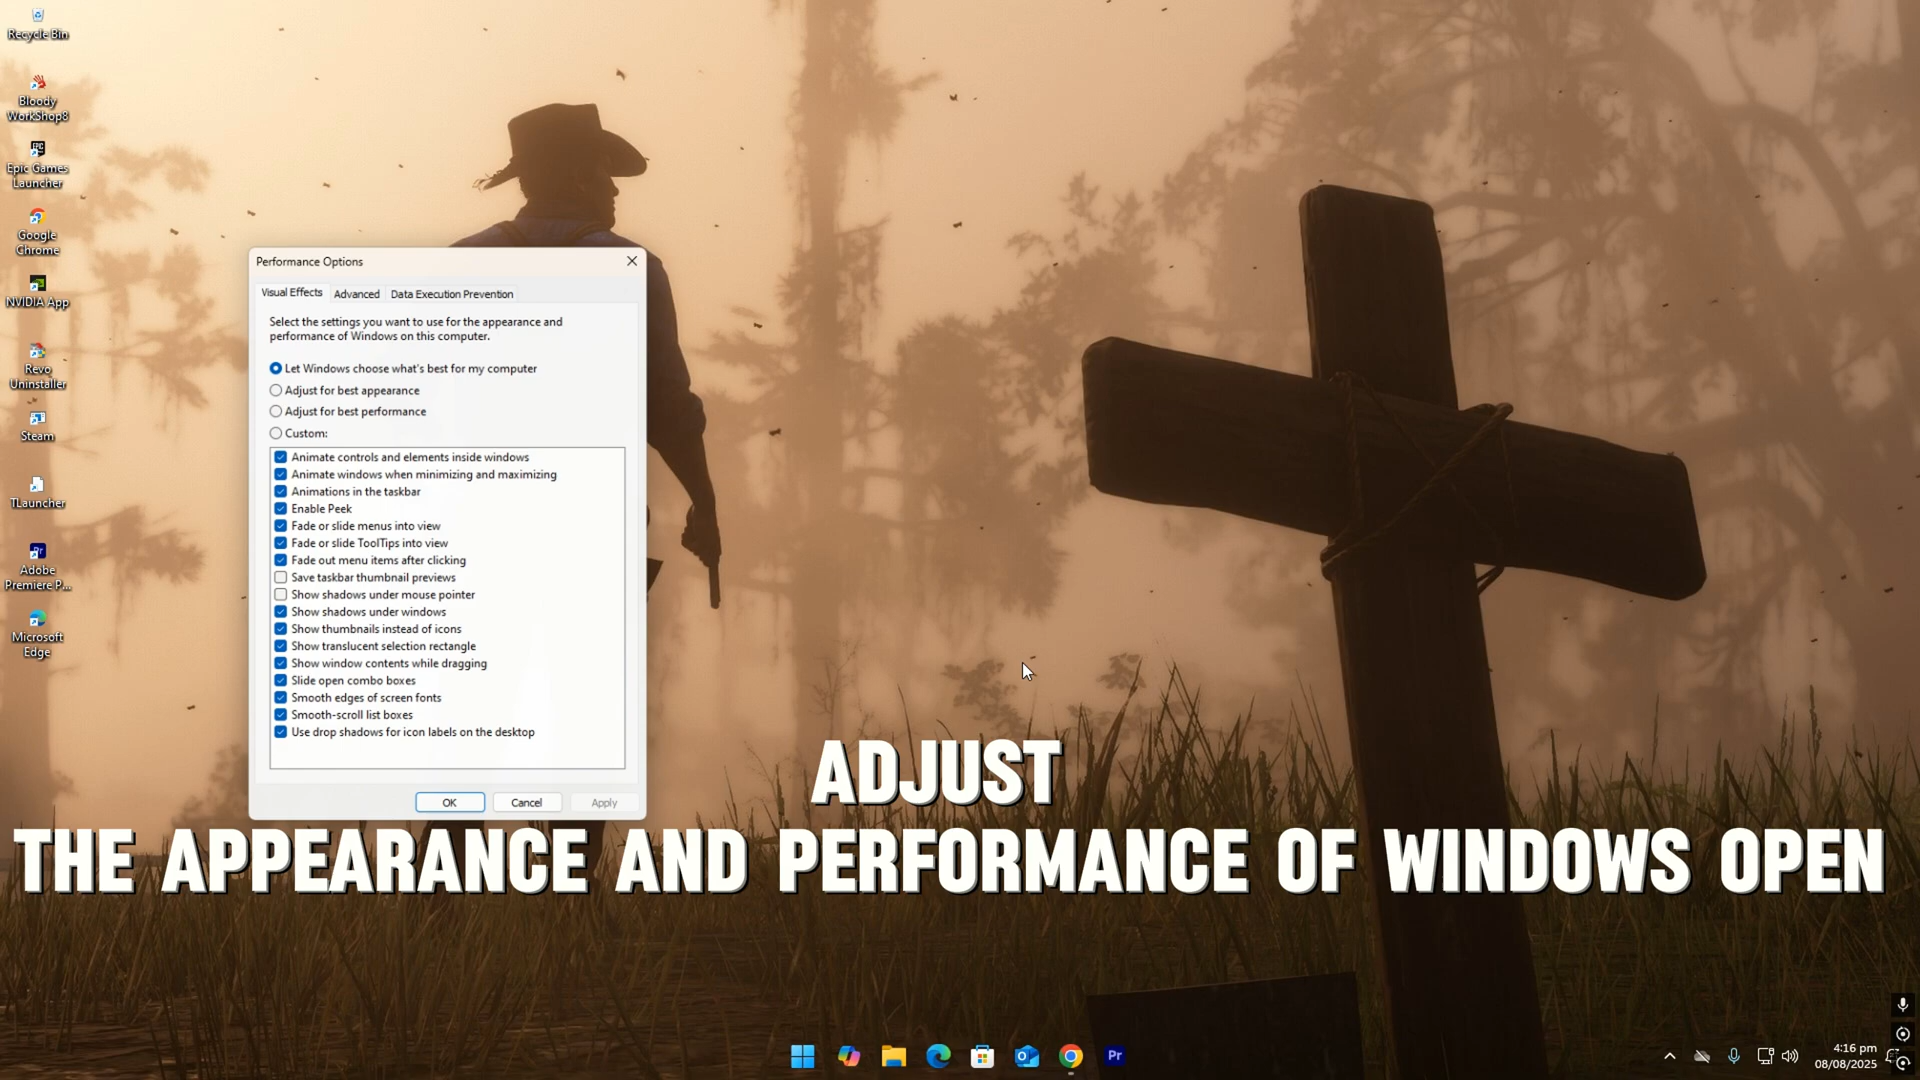 Recycle Bin
Bloody
WorkShop8
Epic Games
Launcher
Google
Chrome
NVIDIA App
Revo
Uninstaller
Steam
TLauncher
Adobe
Premiere P...
Microsoft
Edge
Performance Options
Visual Effects
Advanced
Data Execution Prevention
Select the settings you want to use for the appearance and
performance of Windows on this computer.
Let Windows choose what's best for my computer
Adjust for best appearance
Adjust for best performance
Custom:
Animate controls and elements inside windows
Animate windows when minimizing and maximizing
Animations in the taskbar
Enable Peek
Fade or slide menus into view
Fade or slide ToolTips into view
Fade out menu items after clicking
Save taskbar thumbnail previews
Show shadows under mouse pointer
Show shadows under windows
Show thumbnails instead of icons
Show translucent selection rectangle
Show window contents while dragging
Slide open combo boxes
Smooth edges of screen fonts
Smooth-scroll list boxes
Use drop shadows for icon labels on the desktop
OK
Cancel
Apply
ADJUST
THE APPEARANCE AND PERFORMANCE OF WINDOWS OPEN
Pr
4:16 pm
08/08/2025